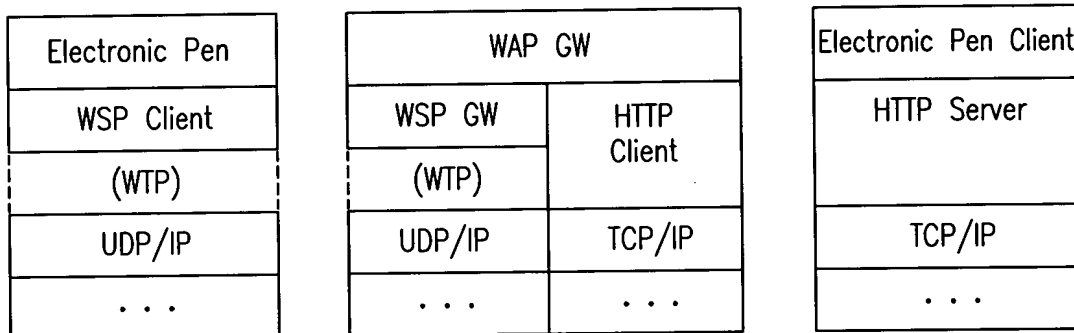 Electronic Pen
WSP Client
(WTP)
UDP/IP
. . .
WAP GW
WSP GW
(WTP)
UDP/IP
. . .
HTTP
Client
TCP/IP
. . .
Electronic Pen Client
HTTP Server
TCP/IP
. . .